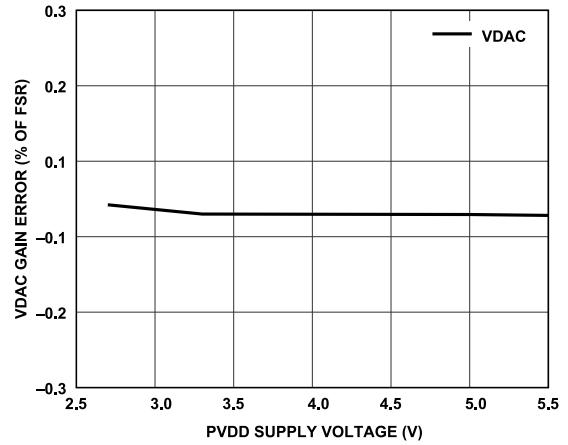 0.3
VDAC
0.2
0.1
–0.1
–0.2
–0.3
VDAC GAIN ERROR (% OF FSR)
2.5 3.0 3.5 4.0 4.5 5.0 5.5
PVDD SUPPLY VOLTAGE (V)